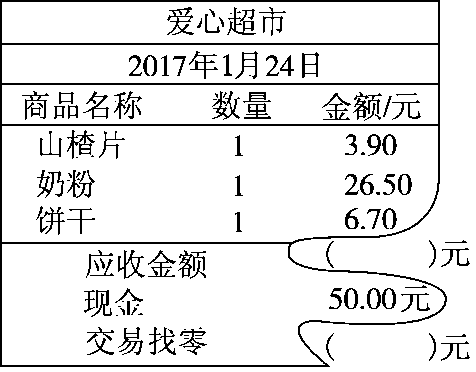 爱心超市
2017年1月24日
商品名称 数量 金额/元
山楂片 1 3.90
奶粉 1 26.50
饼干 1 6.70
应收金额 ( )元
现金 50.00元
交易找零 ( )元